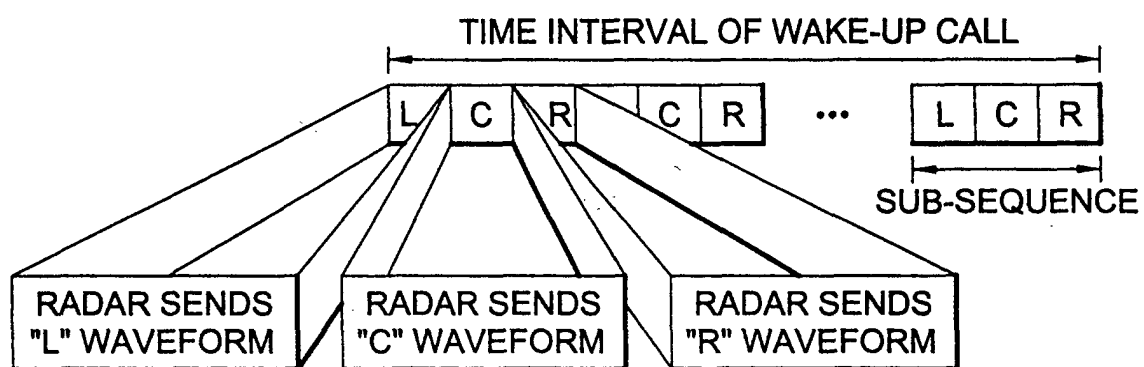 TIME INTERVAL OF WAKE-UP CALL
L C R C R ... L C R
SUB-SEQUENCE
RADAR SENDS
"L" WAVEFORM
RADAR SENDS
"C" WAVEFORM
RADAR SENDS
"R" WAVEFORM